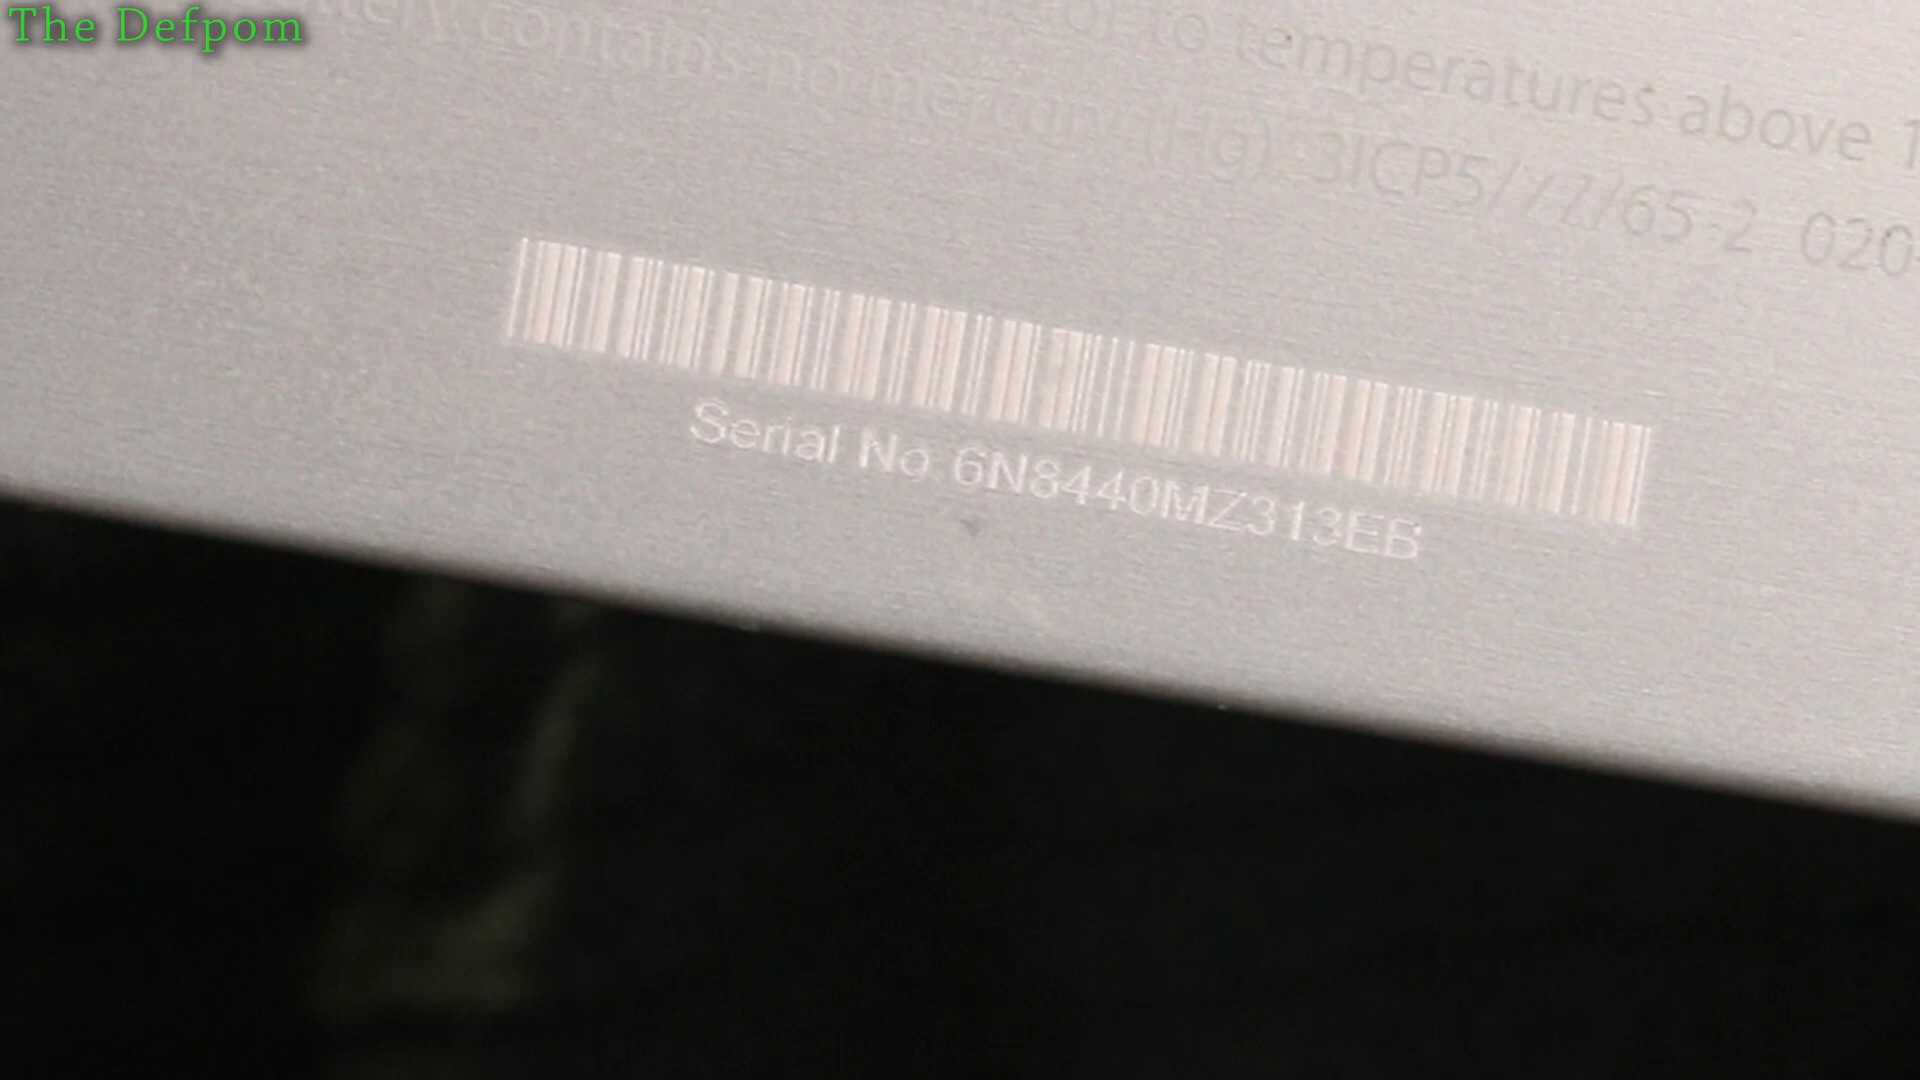 The Defpom
to temperatures above 1
contains no mercury (Hg). 3ICP5/77/65-2 020-
Serial No 6N8440MZ313EB